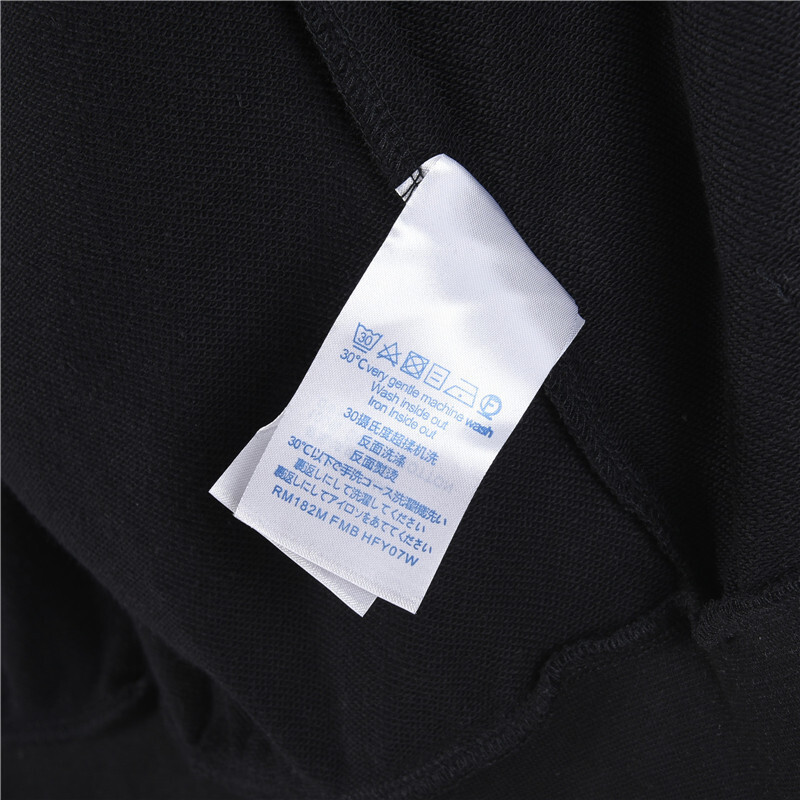 30
F
30℃ very gentle machine wash
Wash inside out
Iron Inside out
30摄氏度超揉机洗
反面洗涤
反面熨烫
30℃以下で手洗コース洗濯機洗い
裏返しにして洗濯してください
裏返しにしてアイロンをあててください
RM182M FMB HFY07W